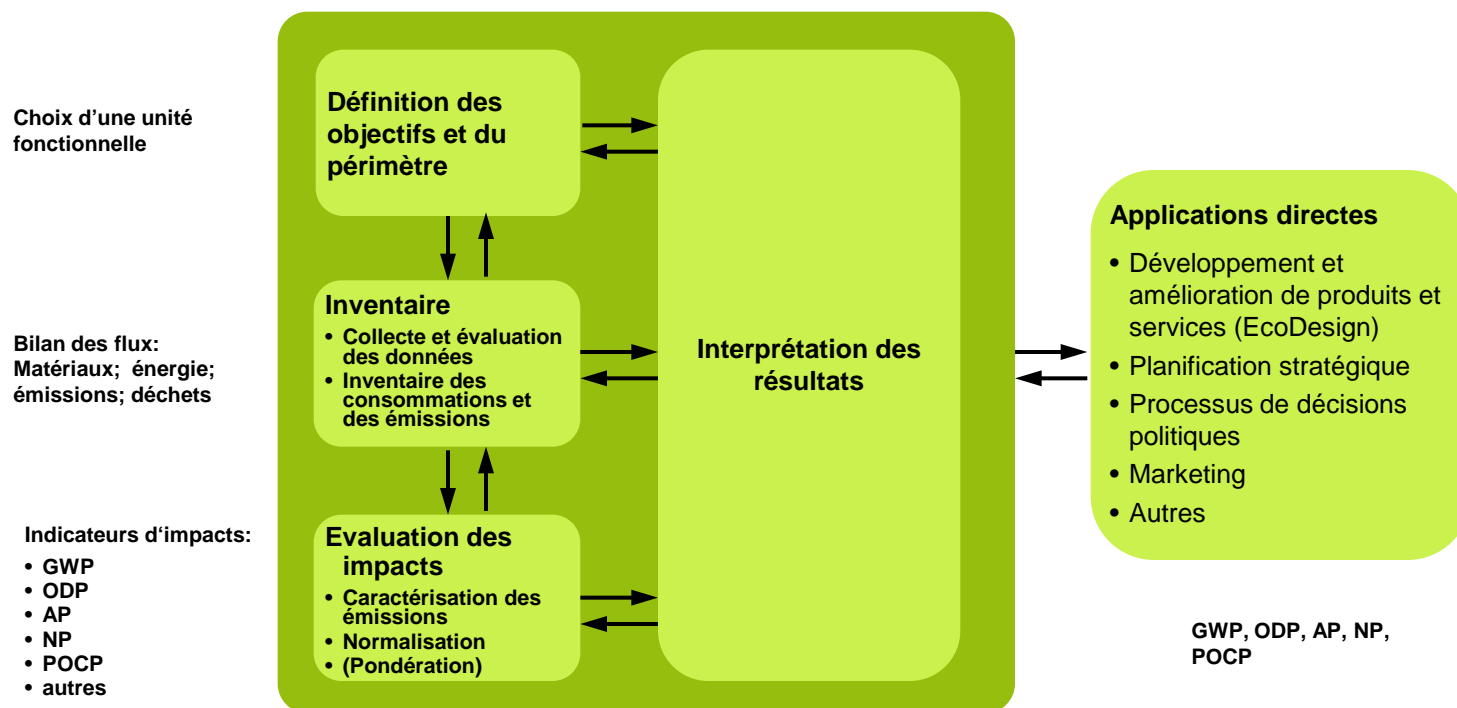 Choix d'une unité
fonctionnelle
Définition des
objectifs et du
périmètre
Bilan des flux:
Matériaux;  énergie;
émissions; déchets
Inventaire
• Collecte et évaluation
des données
• Inventaire des
consommations et
des émissions
Indicateurs d‘impacts:
• GWP
• ODP
• AP
• NP
• POCP
• autres
Evaluation des
impacts
• Caractérisation des
émissions
• Normalisation
• (Pondération)
Interprétation des
résultats
Applications directes
• Développement et
amélioration de produits et
services (EcoDesign)
• Planification stratégique
• Processus de décisions
politiques
• Marketing
• Autres
GWP, ODP, AP, NP,
POCP